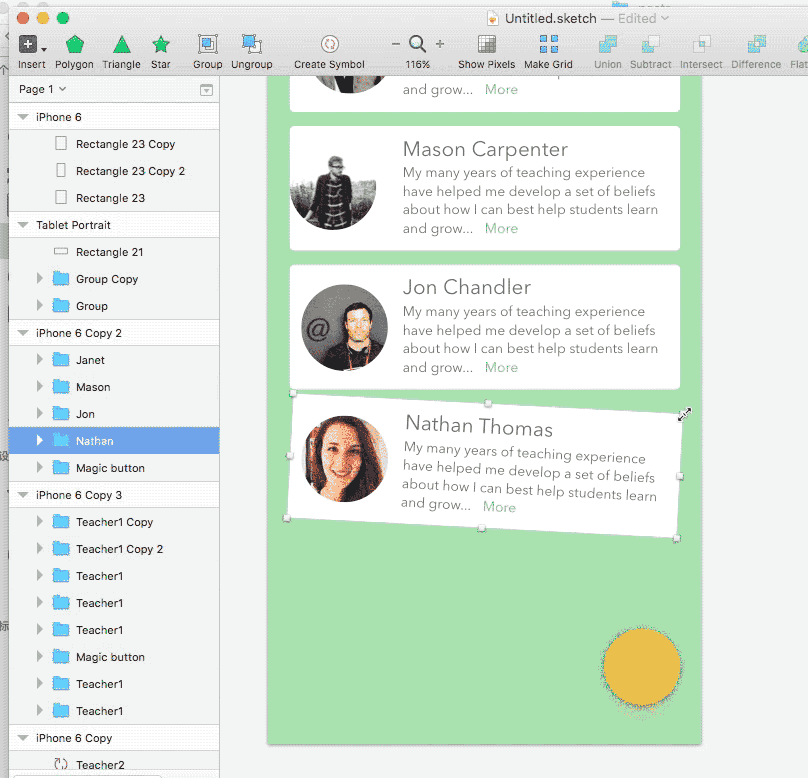 Untitled.sketch — Edited
Insert Polygon Triangle Star Group Ungroup Create Symbol 116% Show Pixels Make Grid Union Subtract Intersect Difference Flat
Page 1
iPhone 6
Rectangle 23 Copy
Rectangle 23 Copy 2
Rectangle 23
Tablet Portrait
Rectangle 21
Group Copy
Group
iPhone 6 Copy 2
Janet
Mason
Jon
Nathan
Magic button
iPhone 6 Copy 3
Teacher1 Copy
Teacher1 Copy 2
Teacher1
Teacher1
Teacher1
Magic button
Teacher1
Teacher1
iPhone 6 Copy
Teacher2
and grow... More
Mason Carpenter
My many years of teaching experience
have helped me develop a set of beliefs
about how I can best help students learn
and grow... More
@
Jon Chandler
My many years of teaching experience
have helped me develop a set of beliefs
about how I can best help students learn
and grow... More
Nathan Thomas
My many years of teaching experience
have helped me develop a set of beliefs
about how I can best help students learn
and grow... More